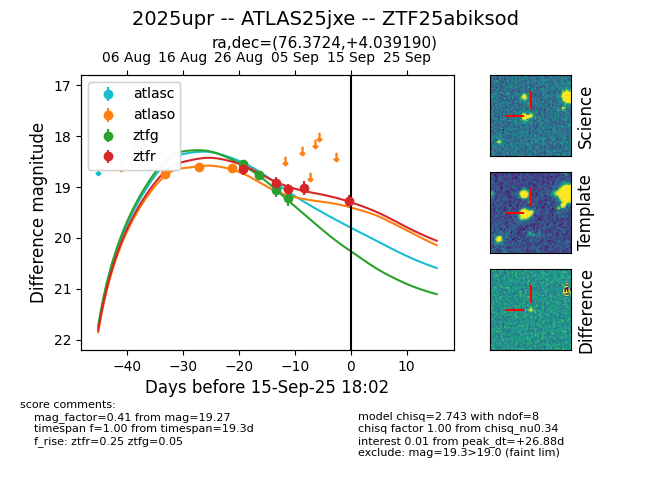 2025upr -- ATLAS25jxe -- ZTF25abiksod
ra,dec=(76.3724,+4.039190)
06 Aug 16 Aug 26 Aug 05 Sep 15 Sep 25 Sep
atlasc
atlaso
ztfg
ztfr
17
18
19
20
21
22
Difference magnitude
−40 −30 −20 −10 0 10
Days before 15-Sep-25 18:02
Science
Template
Difference
score comments:
mag_factor=0.41 from mag=19.27
timespan f=1.00 from timespan=19.3d
f_rise: ztfr=0.25 ztfg=0.05
model chisq=2.743 with ndof=8
chisq factor 1.00 from chisq_nu0.34
interest 0.01 from peak_dt=+26.88d
exclude: mag=19.3>19.0 (faint lim)